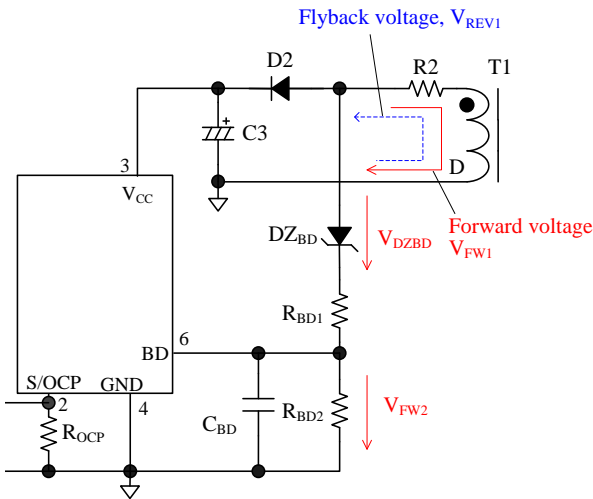 Flyback voltage, VREV1
D2
R2
T1
C3
D
3
VCC
Forward voltage
VFW1
DZBD
VDZBD
RBD1
6
BD
S/OCP
GND
2
4
ROCP
CBD
RBD2
VFW2